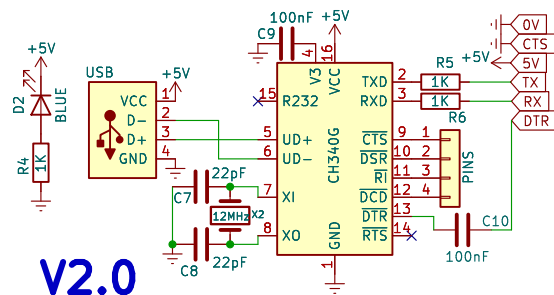 +5V
D2
BLUE
R4
1K
USB
VCC
D-
D+
GND
1
2
3
4
+5V
C9
100nF
+5V
4
16
V3
VCC
15
R232
5
UD+
6
UD-
7
XI
8
XO
CH340G
GND
1
C7
22pF
12MHz
X2
C8
22pF
TXD
2
RXD
3
CTS
9
DSR
10
RI
11
DCD
12
DTR
13
RTS
14
R5
1K
1K
R6
+5V
1
2
3
4
PINS
C10
100nF
0V
CTS
5V
TX
RX
DTR
V2.0